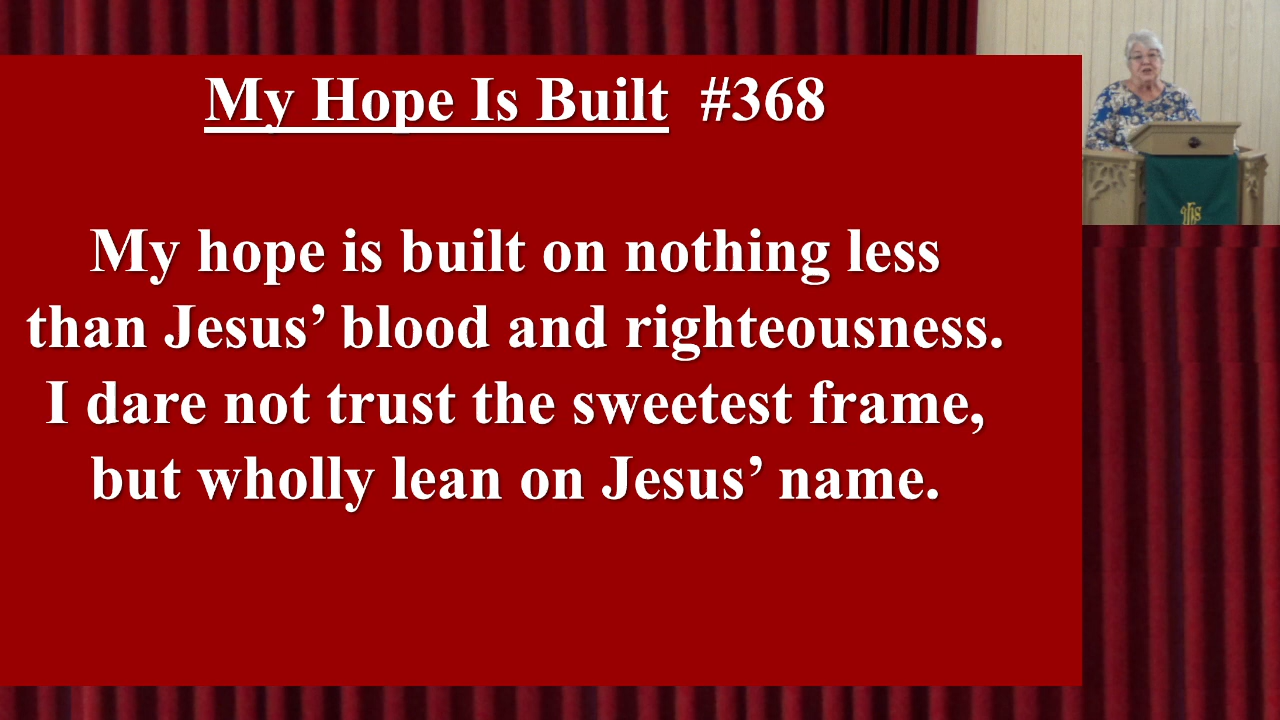 My Hope Is Built #368
My hope is built on nothing less
than Jesus’ blood and righteousness.
I dare not trust the sweetest frame,
but wholly lean on Jesus’ name.
IHS